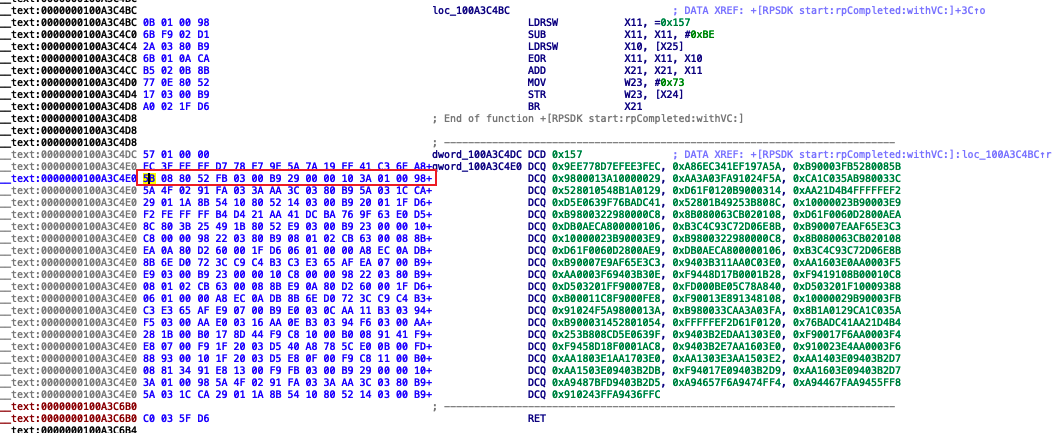 __text:0000000100A3C4BC                         loc_100A3C4BC                           ; DATA XREF: +[RPSDK start:rpCompleted:withVC:]+3C↑o
__text:0000000100A3C4BC 0B 01 00 98                             LDRSW           X11, =0x157
__text:0000000100A3C4C0 6B F9 02 D1                             SUB             X11, X11, #0xBE
__text:0000000100A3C4C4 2A 03 80 B9                             LDRSW           X10, [X25]
__text:0000000100A3C4C8 6B 01 0A CA                             EOR             X11, X11, X10
__text:0000000100A3C4CC B5 02 0B 8B                             ADD             X21, X21, X11
__text:0000000100A3C4D0 77 0E 80 52                             MOV             W23, #0x73
__text:0000000100A3C4D4 17 03 00 B9                             STR             W23, [X24]
__text:0000000100A3C4D8 A0 02 1F D6                             BR              X21
__text:0000000100A3C4D8                         ; End of function +[RPSDK start:rpCompleted:withVC:]
__text:0000000100A3C4D8
__text:0000000100A3C4D8                         ; ---------------------------------------------------------------------------
__text:0000000100A3C4DC 57 01 00 00             dword_100A3C4DC DCD 0x157               ; DATA XREF: +[RPSDK start:rpCompleted:withVC:]:loc_100A3C4BC↑r
__text:0000000100A3C4E0 EC 3F EE EF D7 78 E7 9E 5A 7A 19 EF 41 C3 6E A8+ qword_100A3C4E0 DCQ 0x9EE778D7EFEE3FEC, 0xA86EC341EF197A5A, 0xB90003FB5280085B
__text:0000000100A3C4E0 5B 08 80 52 FB 03 00 B9 29 00 00 10 3A 01 00 98+ DCQ 0x9800013A10000029, 0xAA3A03FA91024F5A, 0xCA1C035AB980033C
__text:0000000100A3C4E0 5A 4F 02 91 FA 03 3A AA 3C 03 80 B9 5A 03 1C CA+ DCQ 0x528010548B1A0129, 0xD61F0120B9000314, 0xAA21D4B4FFFFFEF2
__text:0000000100A3C4E0 29 01 1A 8B 54 10 80 52 14 03 00 B9 20 01 1F D6+ DCQ 0xD5E0639F76BADC41, 0x52801B49253B808C, 0x10000023B90003E9
__text:0000000100A3C4E0 F2 FE FF FF B4 D4 21 AA 41 DC BA 76 9F 63 E0 D5+ DCQ 0xB9800322980000C8, 0x8B080063CB020108, 0xD61F0060D2800AEA
__text:0000000100A3C4E0 8C 80 3B 25 49 1B 80 52 E9 03 00 B9 23 00 00 10+ DCQ 0xDB0AECA800000106, 0xB3C4C93C72D06E8B, 0xB90007EAAF65E3C3
__text:0000000100A3C4E0 C8 00 00 98 22 03 80 B9 08 01 02 CB 63 00 08 8B+ DCQ 0x10000023B90003E9, 0xB9800322980000C8, 0x8B080063CB020108
__text:0000000100A3C4E0 EA 0A 80 D2 60 00 1F D6 06 01 00 00 A8 EC 0A DB+ DCQ 0xD61F0060D2800AE9, 0xDB0AECA800000106, 0xB3C4C93C72D06E8B
__text:0000000100A3C4E0 8B 6E D0 72 3C C9 C4 B3 C3 E3 65 AF EA 07 00 B9+ DCQ 0xB90007E9AF65E3C3, 0x9403B311AA0C03E0, 0xAA1603E0AA0003F5
__text:0000000100A3C4E0 E9 03 00 B9 23 00 00 10 C8 00 00 98 22 03 80 B9+ DCQ 0xAA0003F69403B30E, 0xF9448D17B0001B28, 0xF9419108B00010C8
__text:0000000100A3C4E0 08 01 02 CB 63 00 08 8B E9 0A 80 D2 60 00 1F D6+ DCQ 0xD503201FF90007E8, 0xFD000BE05C78A840, 0xD503201F10009388
__text:0000000100A3C4E0 06 01 00 00 A8 EC 0A DB 8B 6E D0 72 3C C9 C4 B3+ DCQ 0xB00011C8F9000FE8, 0xF90013E891348108, 0x10000029B90003FB
__text:0000000100A3C4E0 C3 E3 65 AF E9 07 00 B9 E0 03 0C AA 11 B3 03 94+ DCQ 0x91024F5A9800013A, 0xB980033CAA3A03FA, 0x8B1A0129CA1C035A
__text:0000000100A3C4E0 F5 03 00 AA E0 03 16 AA 0E B3 03 94 F6 03 00 AA+ DCQ 0xB900031452801054, 0xFFFFFEF2D61F0120, 0x76BADC41AA21D4B4
__text:0000000100A3C4E0 28 1B 00 B0 17 8D 44 F9 C8 10 00 B0 08 91 41 F9+ DCQ 0x253B808CD5E0639F, 0x9403B2EDAA1303E0, 0xF90017F6AA0003F4
__text:0000000100A3C4E0 E8 07 00 F9 1F 20 03 D5 40 A8 78 5C E0 0B 00 FD+ DCQ 0xF9458D18F0001AC8, 0x9403B2E7AA1603E0, 0x910023E4AA0003F6
__text:0000000100A3C4E0 88 93 00 10 1F 20 03 D5 E8 0F 00 F9 C8 11 00 B0+ DCQ 0xAA1803E1AA1703E0, 0xAA1303E3AA1503E2, 0xAA1403E09403B2D7
__text:0000000100A3C4E0 08 81 34 91 E8 13 00 F9 FB 03 00 B9 29 00 00 10+ DCQ 0xAA1503E09403B2DB, 0xF94017E09403B2D9, 0xAA1603E09403B2D7
__text:0000000100A3C4E0 3A 01 00 98 5A 4F 02 91 FA 03 3A AA 3C 03 80 B9+ DCQ 0xA9487BFD9403B2D5, 0xA94657F6A9474FF4, 0xA94467FAA9455FF8
__text:0000000100A3C4E0 5A 03 1C CA 29 01 1A 8B 54 10 80 52 14 03 00 B9+ DCQ 0x910243FFA9436FFC
__text:0000000100A3C6B0                         ; ---------------------------------------------------------------------------
__text:0000000100A3C6B0 C0 03 5F D6                             RET
__text:0000000100A3C6B4